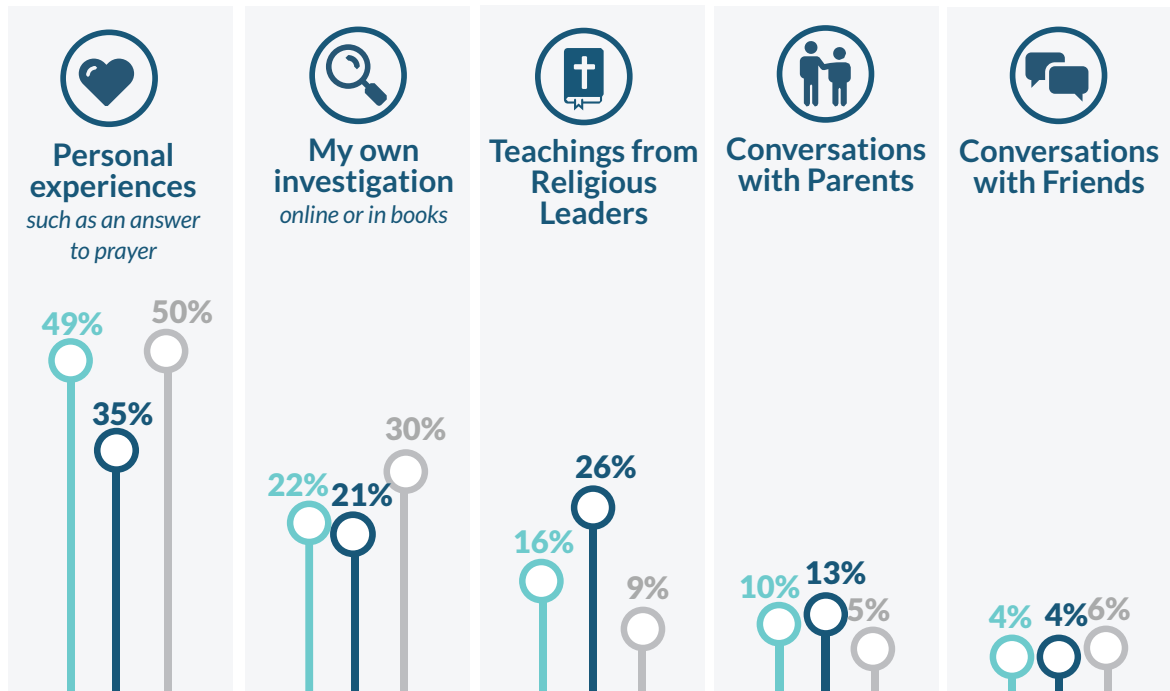 Personal
experiences
such as an answer
to prayer
49%
35%
50%
My own
investigation
online or in books
22%
21%
30%
Teachings from
Religious
Leaders
16%
26%
9%
Conversations
with Parents
10%
13%
5%
Conversations
with Friends
4%
4%
6%